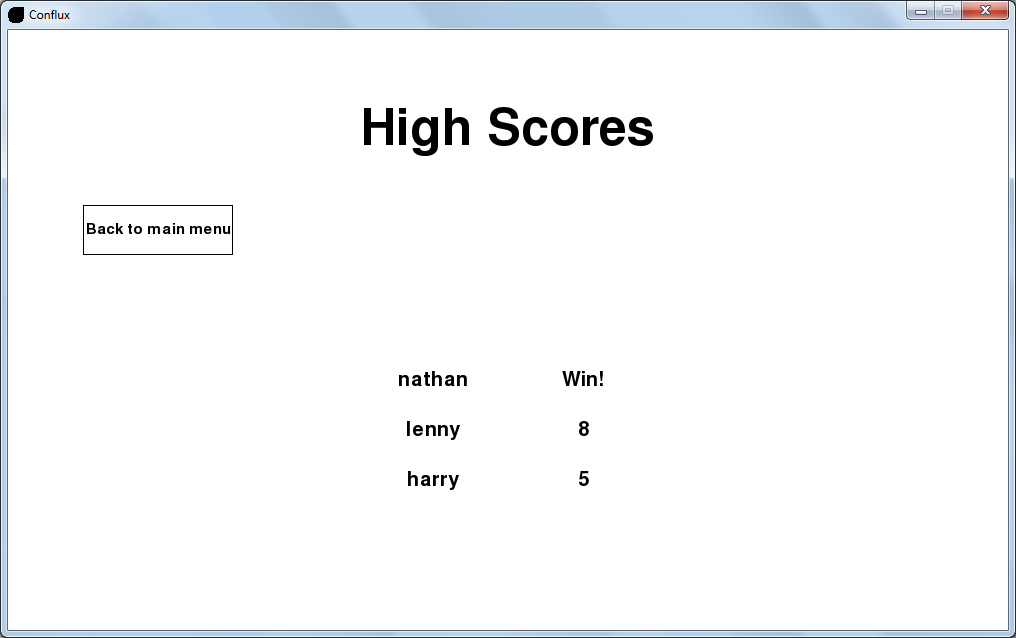 Conflux
High Scores
Back to main menu
nathan Win!
lenny 8
harry 5